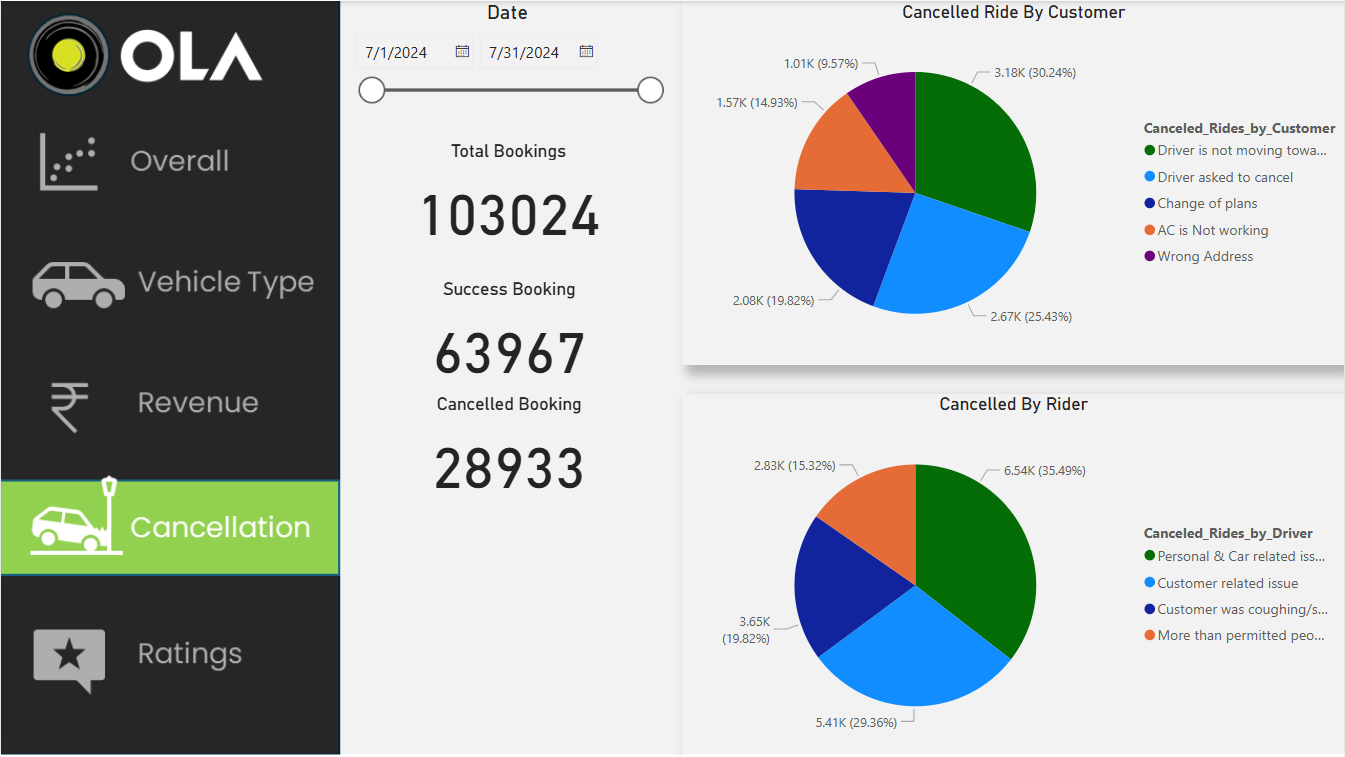 OLA
Overall
Vehicle Type
Revenue
Cancellation
Ratings
Date
7/1/2024
7/31/2024
Total Bookings
103024
Success Booking
63967
Cancelled Booking
28933
Cancelled Ride By Customer
1.01K (9.57%)
3.18K (30.24%)
1.57K (14.93%)
2.08K (19.82%)
2.67K (25.43%)
Canceled_Rides_by_Customer
Driver is not moving towa...
Driver asked to cancel
Change of plans
AC is Not working
Wrong Address
Cancelled By Rider
2.83K (15.32%)
6.54K (35.49%)
3.65K
(19.82%)
5.41K (29.36%)
Canceled_Rides_by_Driver
Personal & Car related iss...
Customer related issue
Customer was coughing/s...
More than permitted peo...